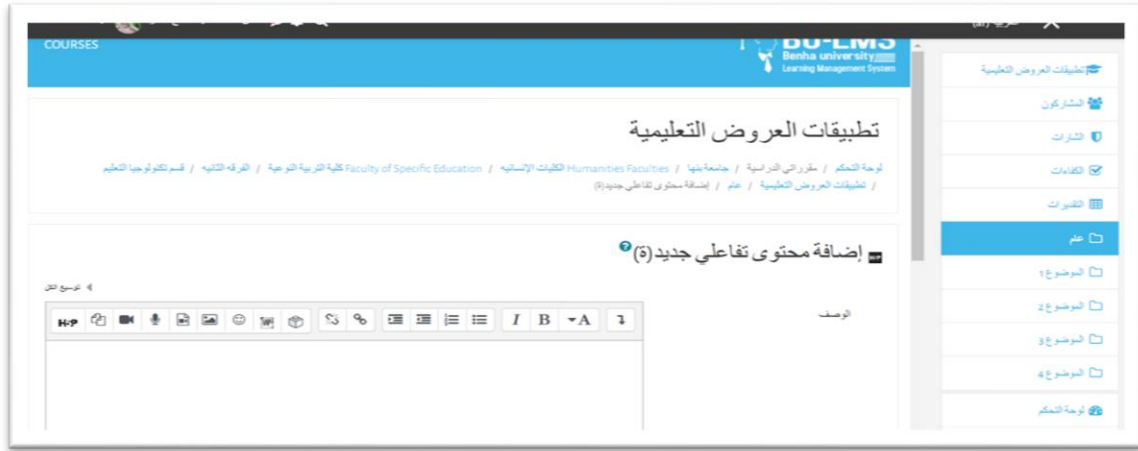 COURSES
BU-LMS
Benha university
Learning Management System
تطبيقات العروض التعليمية
لوحة التحكم / مقرراتي الدراسية / جامعة بنها / Humanities Faculties الكليات الإنسانيه / Faculty of Specific Education كلية التربية النوعية / الفرقه الثانيه / قسم تكنولوجيا التعليم
/ تطبيقات العروض التعليمية / عام / إضافة محتوى تفاعلي جديد(ة)
إضافة محتوى تفاعلي جديد(ة)
توسيع الكل
الوصف
H-P I B A
تطبيقات العروض التعليمية
المشاركون
الشارات
الكفاءات
التقديرات
عام
الموضوع 1
الموضوع 2
الموضوع 3
الموضوع 4
لوحة التحكم